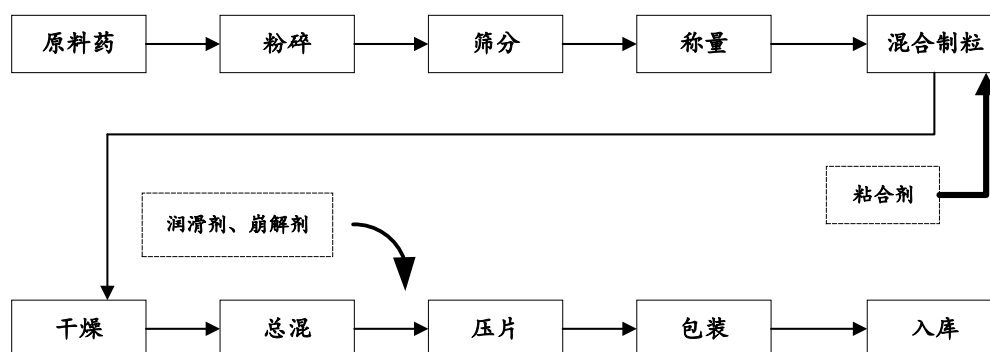 原料药
粉碎
筛分
称量
混合制粒
粘合剂
润滑剂、崩解剂
干燥
总混
压片
包装
入库